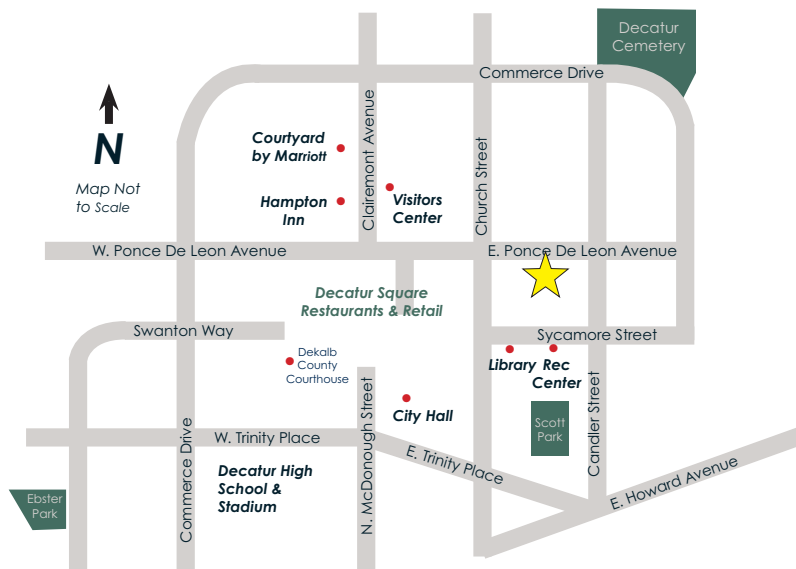 Decatur
Cemetery
Commerce Drive
N
Map Not
to Scale
Courtyard
by Marriott
Hampton
Inn
Clairemont Avenue
Visitors
Center
Church Street
W. Ponce De Leon Avenue
E. Ponce De Leon Avenue
Decatur Square
Restaurants & Retail
Swanton Way
Sycamore Street
Dekalb
County
Courthouse
Library
Rec
Center
N. McDonough Street
City Hall
Scott
Park
Candler Street
Commerce Drive
W. Trinity Place
E. Trinity Place
Decatur High
School &
Stadium
E. Howard Avenue
Ebster
Park